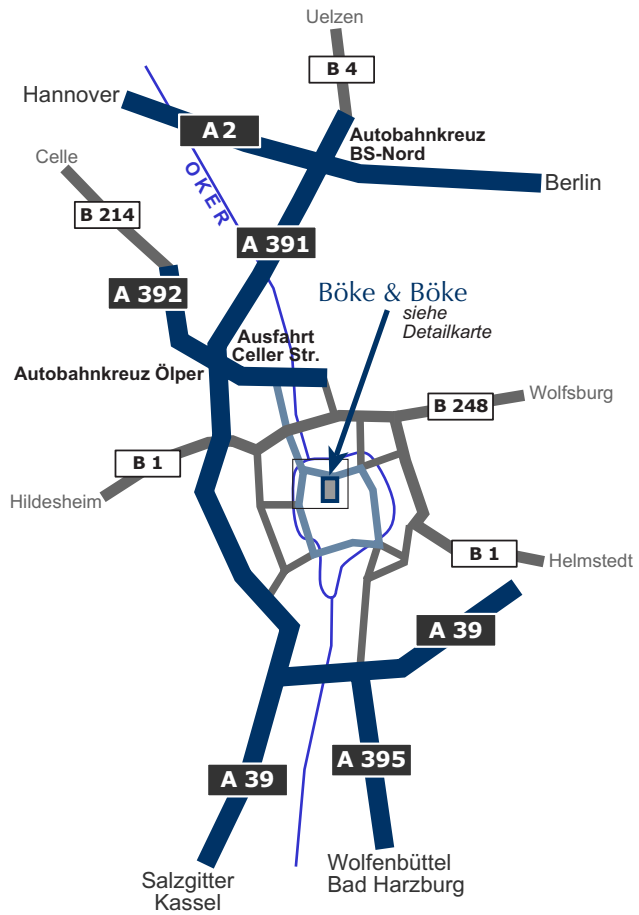 Uelzen
B 4
Hannover
A 2
Autobahnkreuz
BS-Nord
Celle
Berlin
OKER
B 214
A 391
A 392
Böke & Böke
siehe
Detailkarte
Ausfahrt
Celler Str.
Autobahnkreuz Ölper
Wolfsburg
B 248
B 1
Hildesheim
B 1
Helmstedt
A 39
A 395
A 39
Wolfenbüttel
Bad Harzburg
Salzgitter
Kassel